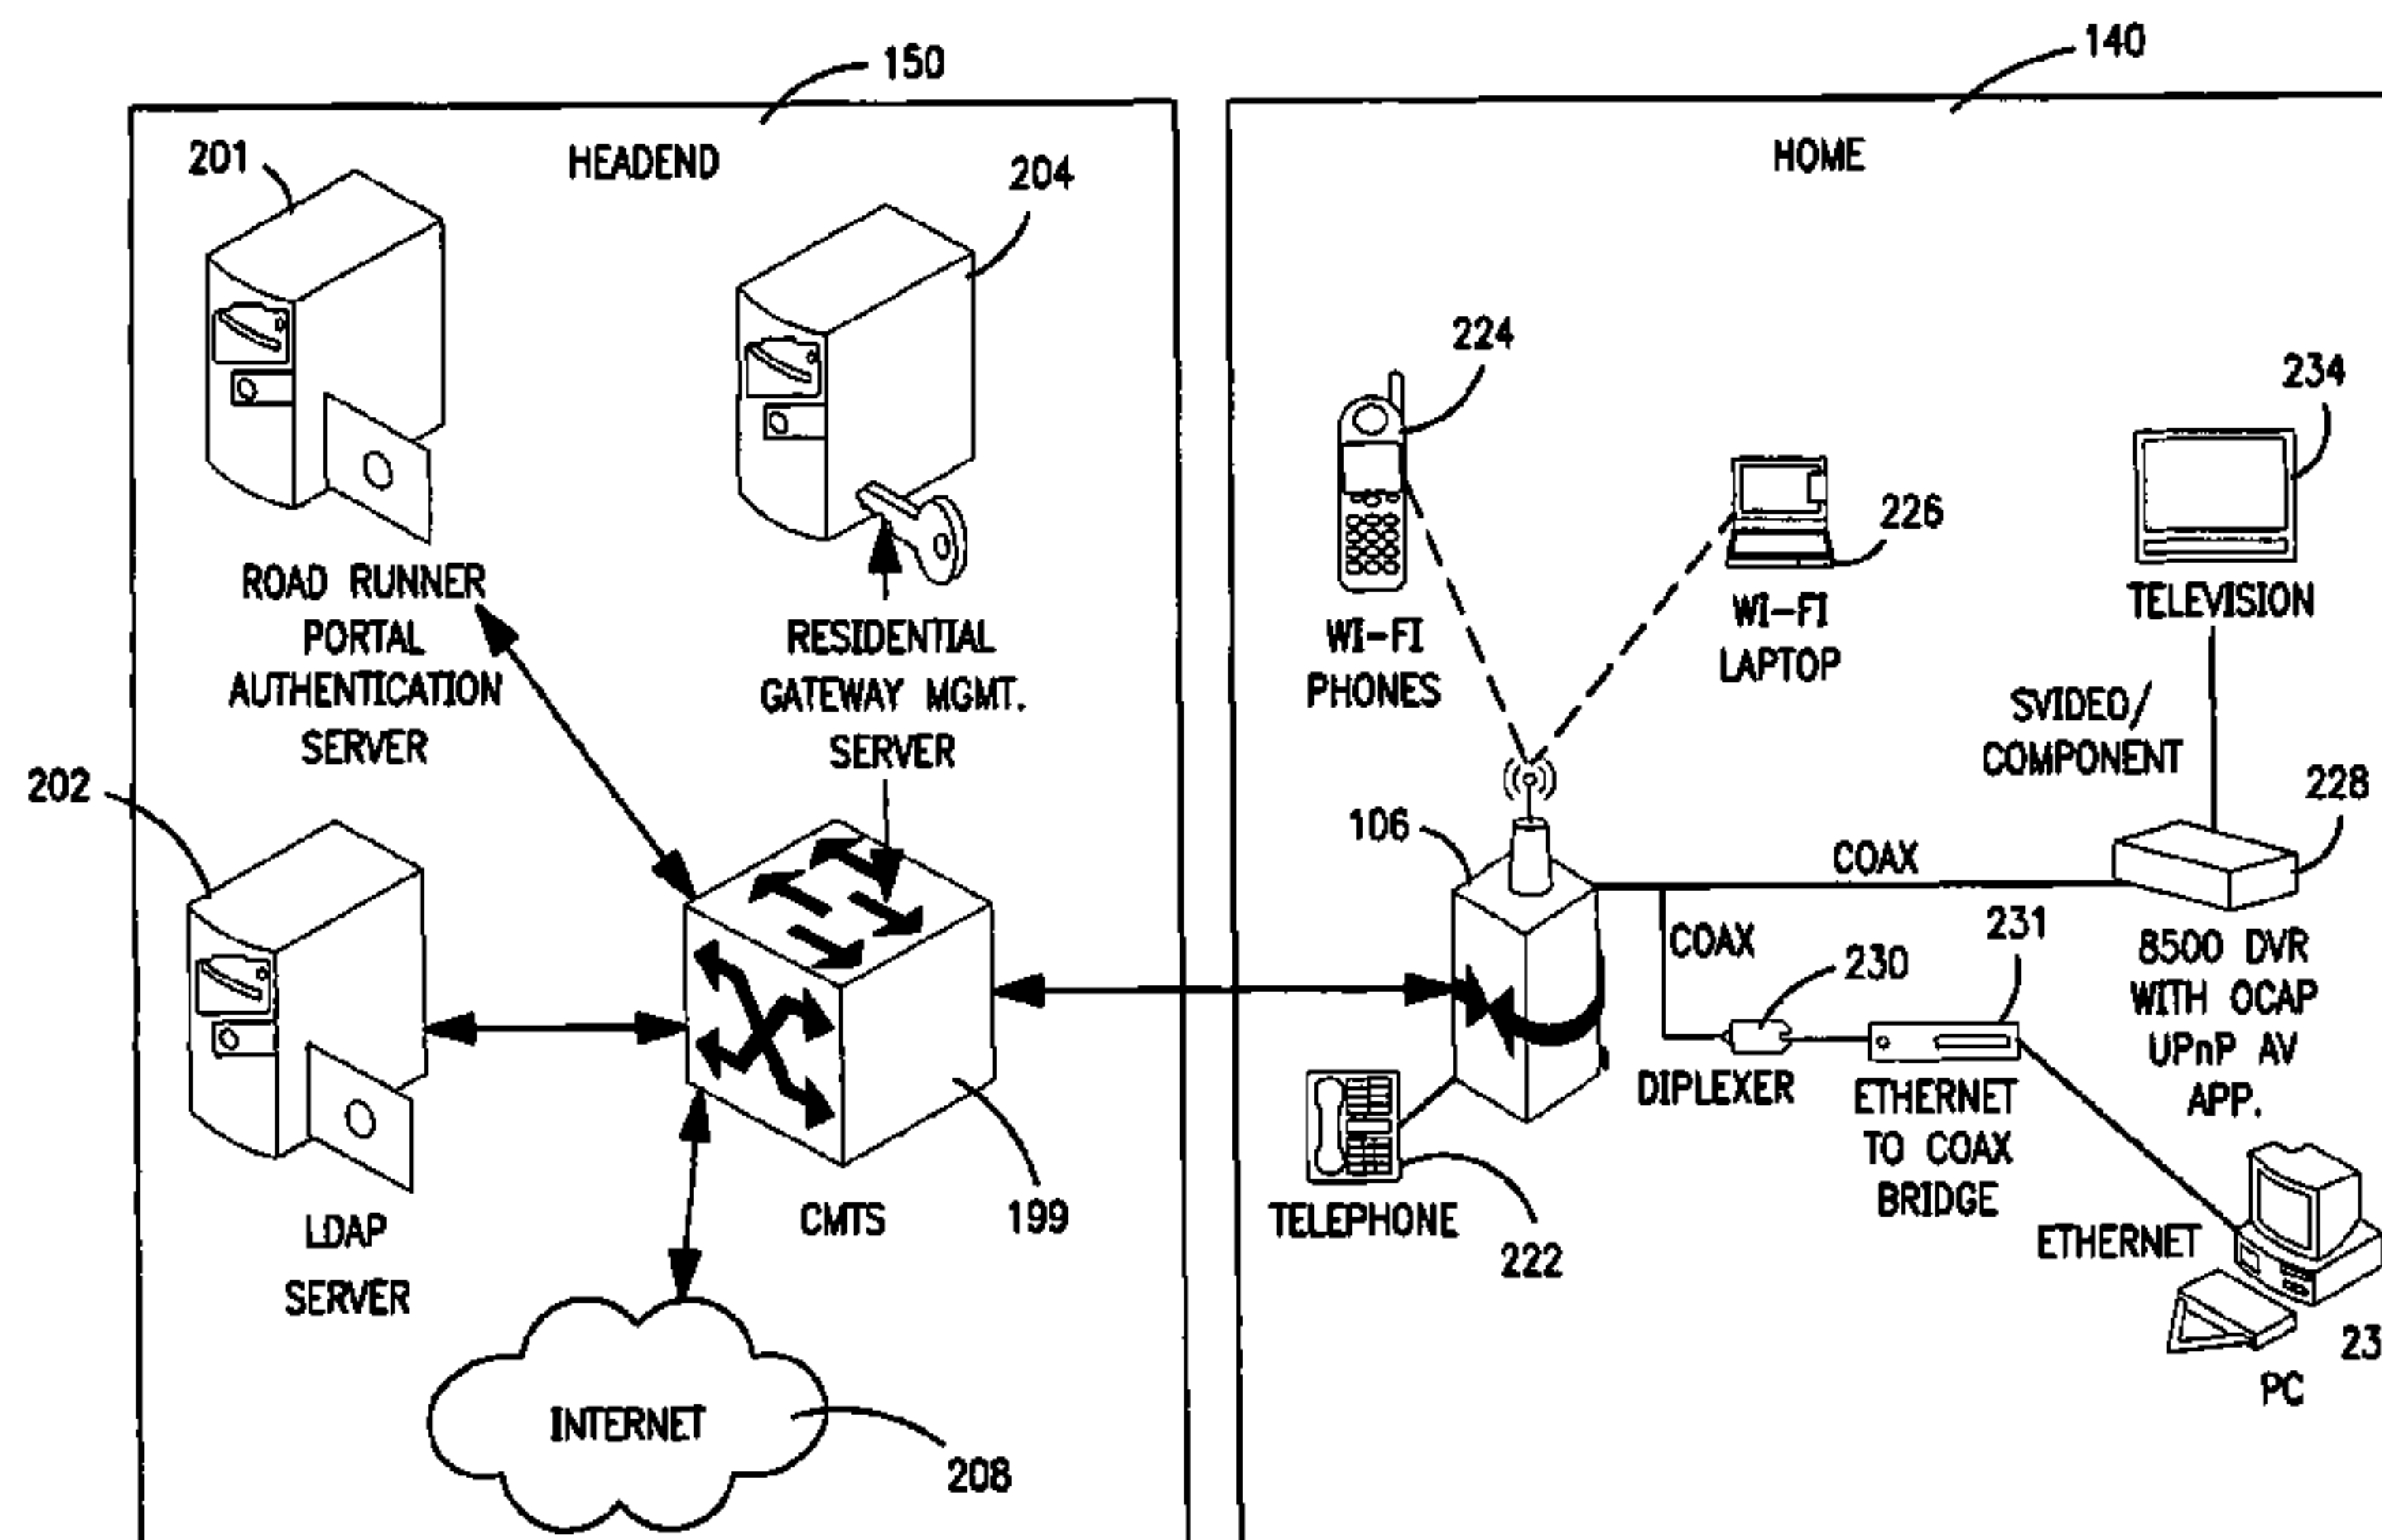 150
HEADEND
201
204
ROAD RUNNER
PORTAL
AUTHENTICATION
SERVER
RESIDENTIAL
GATEWAY MGMT.
SERVER
202
LDAP
SERVER
CMTS
199
INTERNET
208
140
HOME
224
WI-FI
PHONES
226
WI-FI
LAPTOP
234
TELEVISION
SVIDEO/
COMPONENT
228
106
COAX
COAX
8500 DVR
WITH OCAP
UPnP AV
APP.
230
231
DIPLEXER
ETHERNET
TO COAX
BRIDGE
TELEPHONE
222
ETHERNET
23
PC